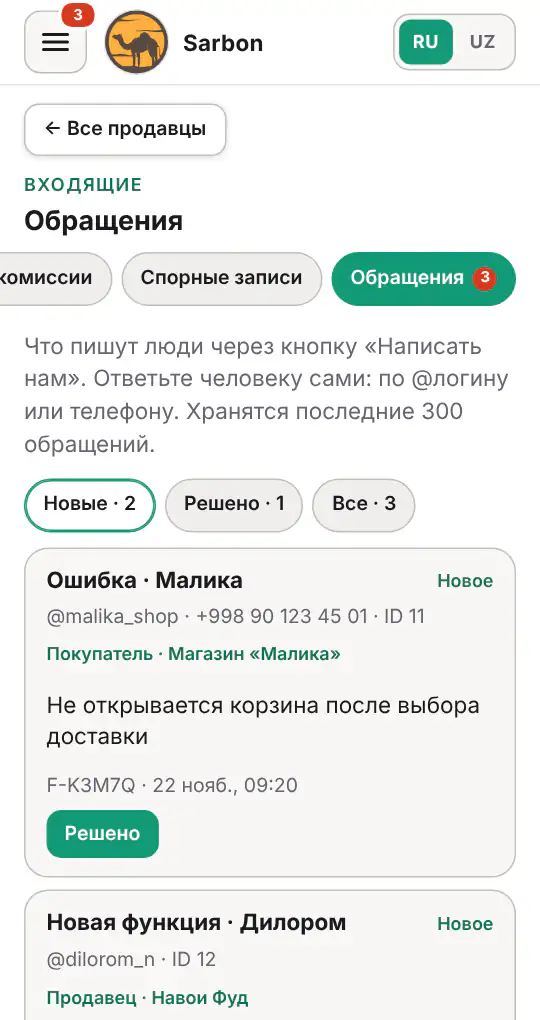 3
Sarbon
RU
UZ
← Все продавцы
ВХОДЯЩИЕ
Обращения
комиссии
Спорные записи
Обращения 3
Что пишут люди через кнопку «Написать
нам». Ответьте человеку сами: по @логину
или телефону. Хранятся последние 300
обращений.
Новые · 2
Решено · 1
Все · 3
Ошибка · Малика
Новое
@malika_shop · +998 90 123 45 01 · ID 11
Покупатель · Магазин «Малика»
Не открывается корзина после выбора
доставки
F-K3M7Q · 22 нояб., 09:20
Решено
Новая функция · Дилором
Новое
@dilorom_n · ID 12
Продавец · Навои Фуд